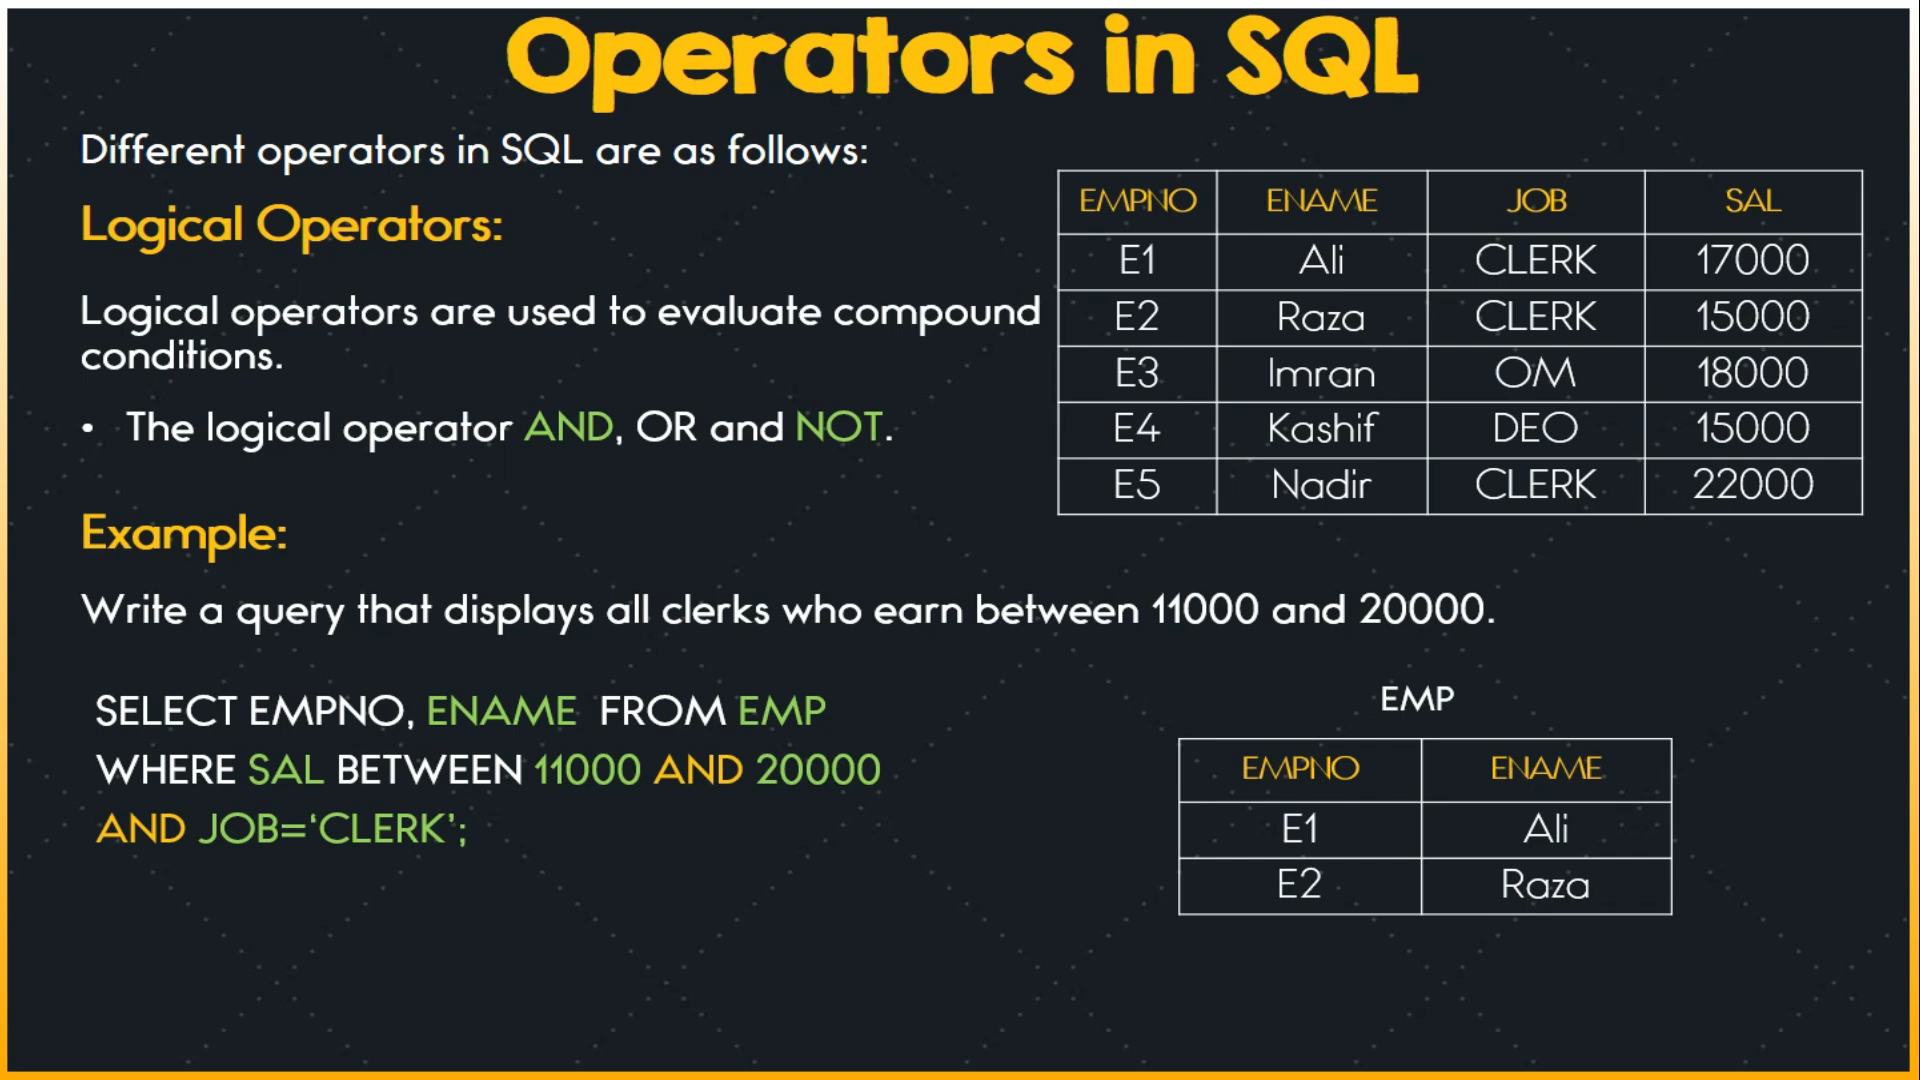 Operators in SQL
Different operators in SQL are as follows:
Logical Operators:
Logical operators are used to evaluate compound
conditions.
• The logical operator AND, OR and NOT.
EMPNO ENAME JOB SAL
E1 Ali CLERK 17000
E2 Raza CLERK 15000
E3 Imran OM 18000
E4 Kashif DEO 15000
E5 Nadir CLERK 22000
Example:
Write a query that displays all clerks who earn between 11000 and 20000.
SELECT EMPNO, ENAME FROM EMP
WHERE SAL BETWEEN 11000 AND 20000
AND JOB=‘CLERK’;
EMP
EMPNO ENAME
E1 Ali
E2 Raza